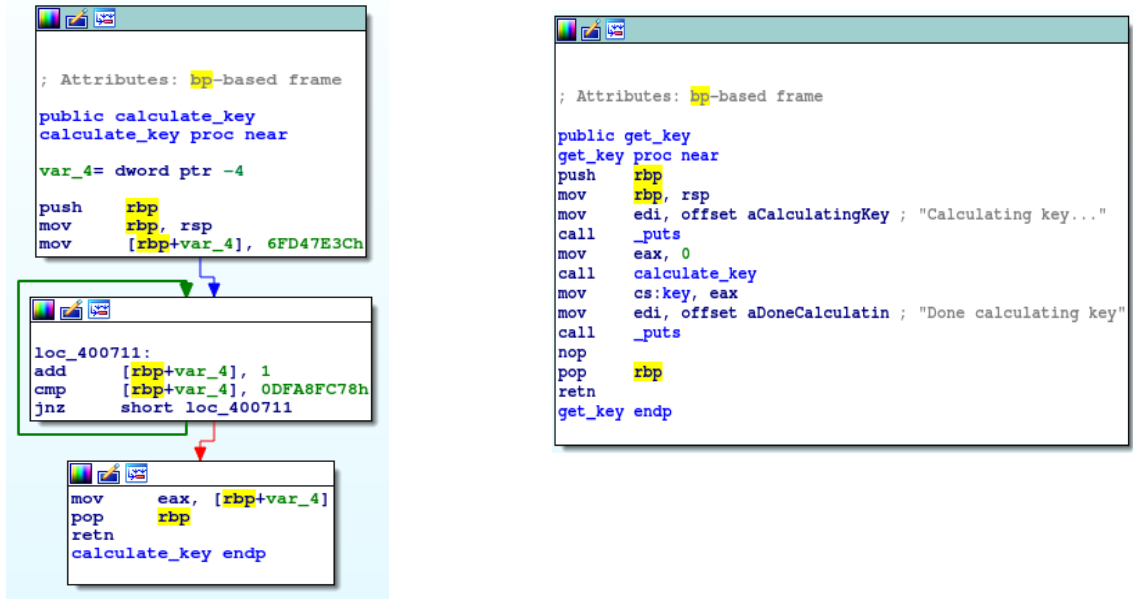 ; Attributes: bp-based frame
public calculate_key
calculate_key proc near
var_4= dword ptr -4
push rbp
mov rbp, rsp
mov [rbp+var_4], 6FD47E3Ch
loc_400711:
add [rbp+var_4], 1
cmp [rbp+var_4], 0DFA8FC78h
jnz short loc_400711
mov eax, [rbp+var_4]
pop rbp
retn
calculate_key endp
; Attributes: bp-based frame
public get_key
get_key proc near
push rbp
mov rbp, rsp
mov edi, offset aCalculatingKey ; "Calculating key..."
call _puts
mov eax, 0
call calculate_key
mov cs:key, eax
mov edi, offset aDoneCalculatin ; "Done calculating key"
call _puts
nop
pop rbp
retn
get_key endp